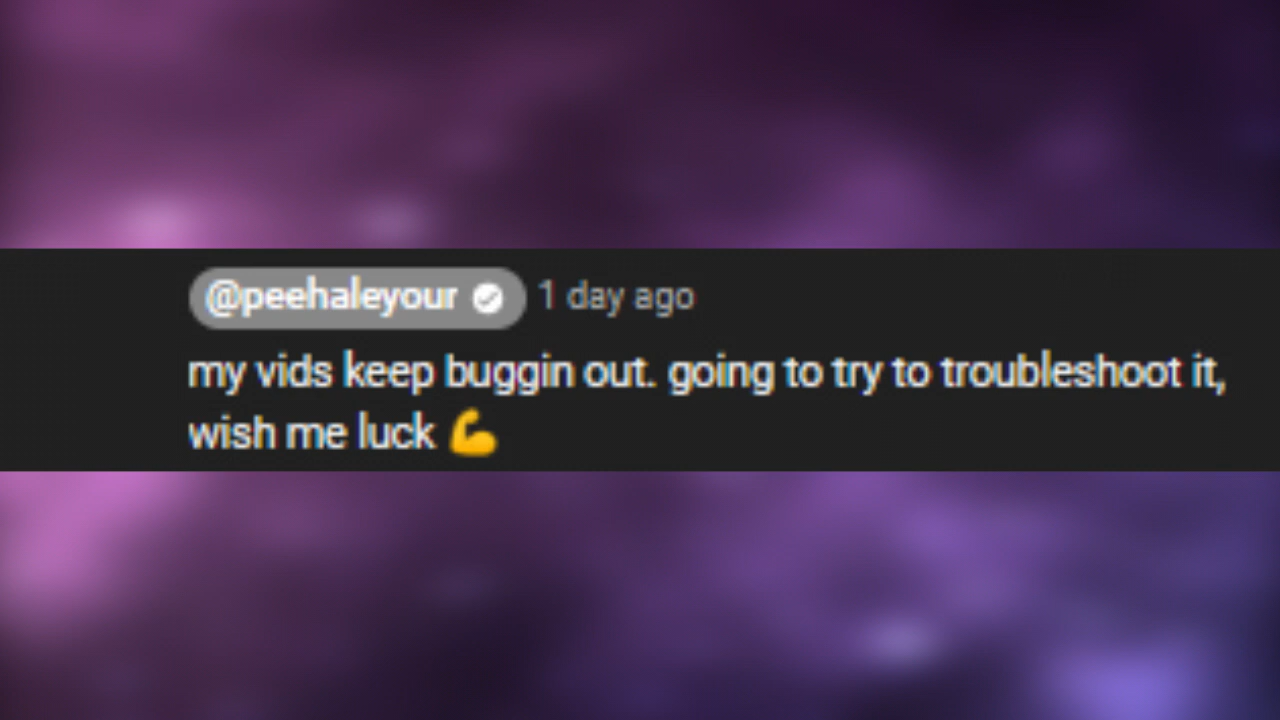 @peehaleyour 1 day ago
my vids keep buggin out. going to try to troubleshoot it,
wish me luck 💪